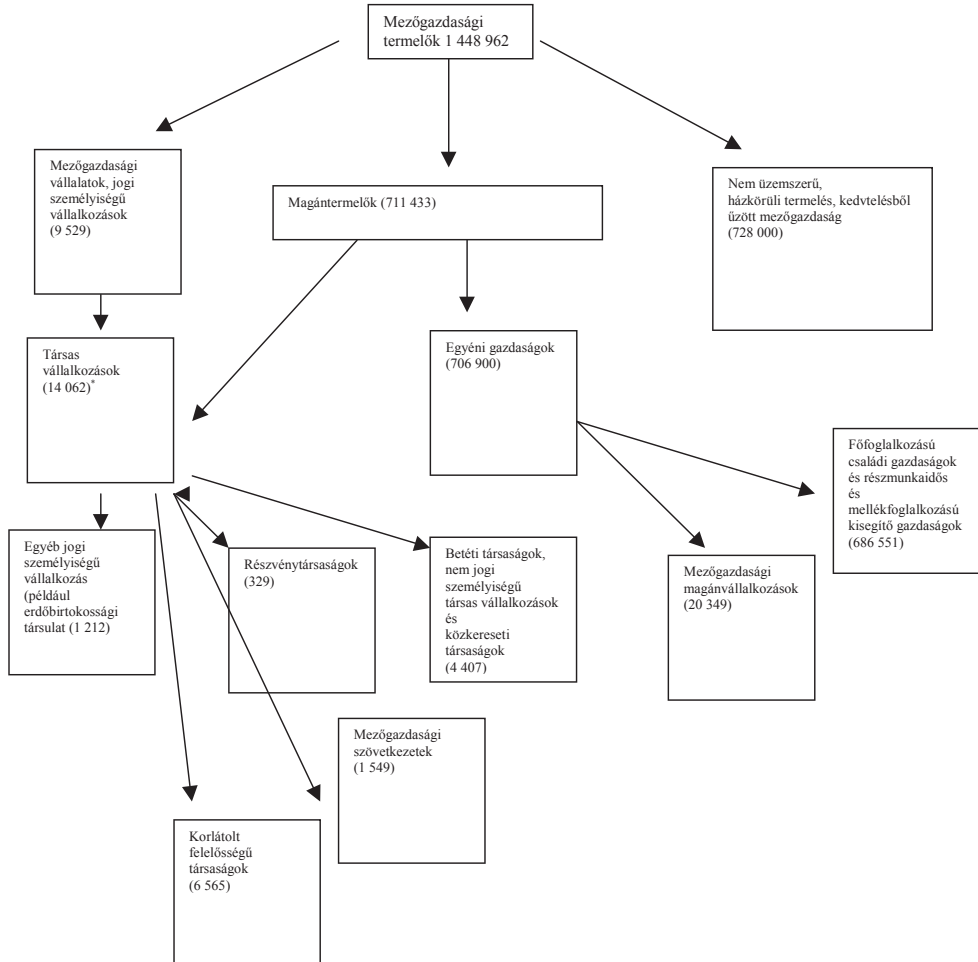 Mezőgazdasági
termelők 1 448 962
Mezőgazdasági
vállalatok, jogi
személyiségű
vállalkozások
(9 529)
Magántermelők (711 433)
Nem üzemszerű,
házkörüli termelés, kedvtelésből
űzött mezőgazdaság
(728 000)
Társas
vállalkozások
(14 062)*
Egyéni gazdaságok
(706 900)
Főfoglalkozású
családi gazdaságok
és részmunkaidős
és
mellékfoglalkozású
kisegítő gazdaságok
(686 551)
Egyéb jogi
személyiségű
vállalkozás
(például
erdőbirtokossági
társulat (1 212)
Részvénytársaságok
(329)
Betéti társaságok,
nem jogi
személyiségű
társas vállalkozások
és
közkereseti
társaságok
(4 407)
Mezőgazdasági
magánvállalkozások
(20 349)
Mezőgazdasági
szövetkezetek
(1 549)
Korlátolt
felelősségű
társaságok
(6 565)